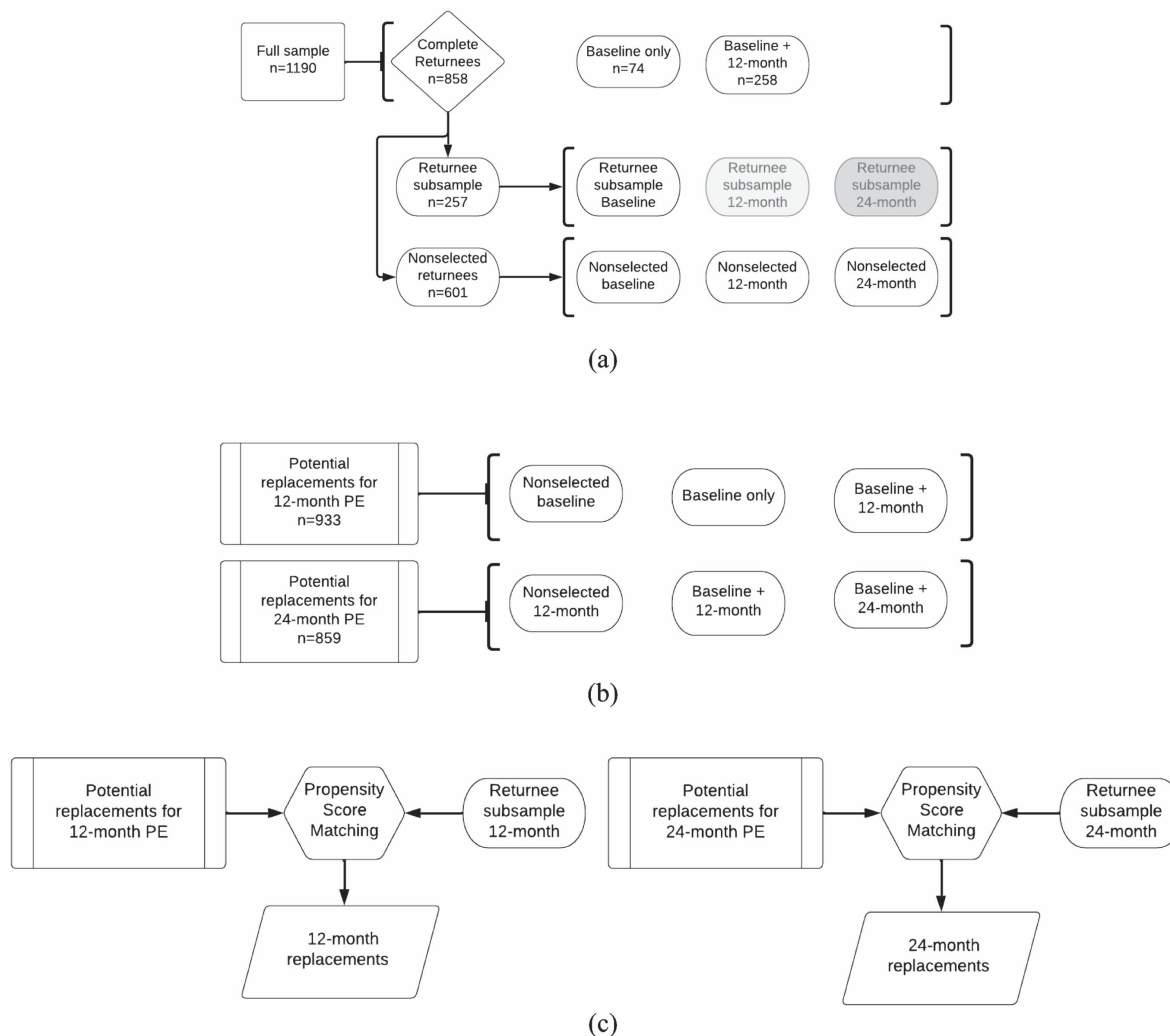 Full sample
n=1190
Complete
Returnees
n=858
Baseline only
n=74
Baseline +
12-month
n=258
Returnee
subsample
n=257
Returnee
subsample
Baseline
Returnee
subsample
12-month
Returnee
subsample
24-month
Nonselected
returnees
n=601
Nonselected
baseline
Nonselected
12-month
Nonselected
24-month
(a)
Potential
replacements for
12-month PE
n=933
Nonselected
baseline
Baseline only
Baseline +
12-month
Potential
replacements for
24-month PE
n=859
Nonselected
12-month
Baseline +
12-month
Baseline +
24-month
(b)
Potential
replacements for
12-month PE
Propensity
Score
Matching
Returnee
subsample
12-month
12-month
replacements
Potential
replacements for
24-month PE
Propensity
Score
Matching
Returnee
subsample
24-month
24-month
replacements
(c)